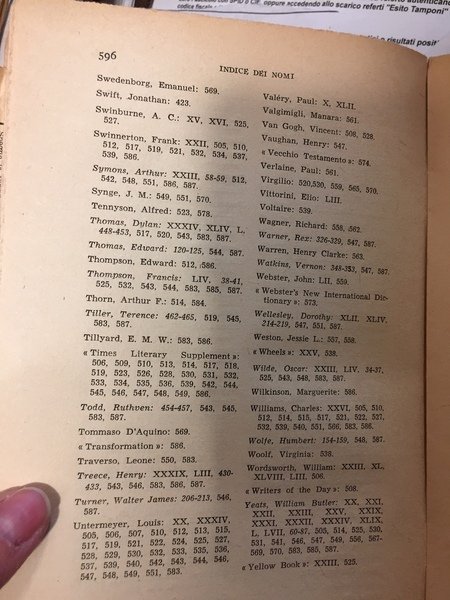 oppure accedendo allo scarico referti "Esito Tamponi"
596
INDICE DEI NOMI
Swedenborg, Emanuel: 569.
Swift, Jonathan: 423.
Swinburne, A. C.: XV, XVI, 525,
527.
Swinnerton, Frank: XXII, 505, 510,
512, 517, 519, 521, 532, 534, 537,
539, 586.
Symons, Arthur: XXIII, 58-59, 512,
542, 548, 551, 586, 587.
Synge, J. M.: 549, 551, 570.
Tennyson, Alfred: 523, 578.
Thomas, Dylan: XXXIV, XLIV, L,
448-453, 517, 520, 543, 583, 587.
Thomas, Edward: 120-125, 544, 587.
Thompson, Edward: 512, 586.
Thompson, Francis: LIV, 38-41,
525, 532, 543, 544, 583, 585, 587.
Thorn, Arthur F.: 514, 584.
Tiller, Terence: 462-465, 519, 545,
583, 587.
Tillyard, E. M. W.: 583, 586.
« Times Literary Supplement »:
506, 509, 510, 513, 514, 517, 518,
519, 523, 526, 528, 530, 531, 532,
533, 534, 535, 536, 539, 542, 544,
545, 546, 547, 548, 549, 586.
Todd, Ruthven: 454-457, 543, 545,
583, 587.
Tommaso D'Aquino: 569.
« Transformation »: 586.
Traverso, Leone: 550, 583.
Treece, Henry: XXXIX, LIII, 430-
433, 543, 546, 583, 586, 587.
Turner, Walter James: 206-213, 546,
587.
Untermeyer, Louis: XX, XXXIV,
505, 506, 507, 510, 512, 513, 515,
517, 519, 521, 522, 524, 525, 527,
528, 529, 530, 532, 533, 535, 536,
537, 539, 540, 542, 543, 544, 546,
547, 548, 549, 551, 583.
Valéry, Paul: X, XLII.
Valgimigli, Manara: 561.
Van Gogh, Vincent: 508, 528.
Vaughan, Henry: 547.
« Vecchio Testamento »: 574.
Verlaine, Paul: 561.
Virgilio: 520,530, 559, 565, 570.
Vittorini, Elio: LIII.
Voltaire: 539.
Wagner, Richard: 558, 562.
Warner, Rex: 326-329, 547, 587.
Warren, Henry Clarke: 563.
Watkins, Vernon: 348-353, 547, 587.
Webster, John: LII, 559.
« Webster's New International Dic-
tionary »: 573.
Wellesley, Dorothy: XLII, XLIV,
214-219, 547, 551, 587.
Weston, Jessie L.: 587, 558.
« Wheels »: XXV, 538.
Wilde, Oscar: XXIII, LIV, 34-37,
525, 543, 548, 583, 587.
Wilkinson, Marguerite: 586.
Williams, Charles: XXVI, 505, 510,
512, 514, 515, 517, 521, 522, 527,
532, 539, 540, 551, 566, 583, 586.
Wolfe, Humbert: 154-159, 548, 587.
Woolf, Virginia: 538.
Wordsworth, William: XXIII, XL,
XLVIII, LIII, 506.
« Writers of the Day »: 508.
Yeats, William Butler: XX, XXI,
XXII, XXIII, XXV, XXIX,
XXXI, XXXII, XXXIV, XLIX,
L, LVII, 60-87, 505, 514, 525, 530,
531, 541, 546, 547, 549, 556, 567-
569, 570, 583, 585, 587.
« Yellow Book »: XXIII, 525.